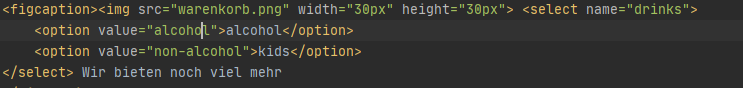 <figcaption><img src="warenkorb.png" width="30px" height="30px"> <select name="drinks">
<option value="alcohol">alcohol</option>
<option value="non-alcohol">kids</option>
</select> Wir bieten noch viel mehr